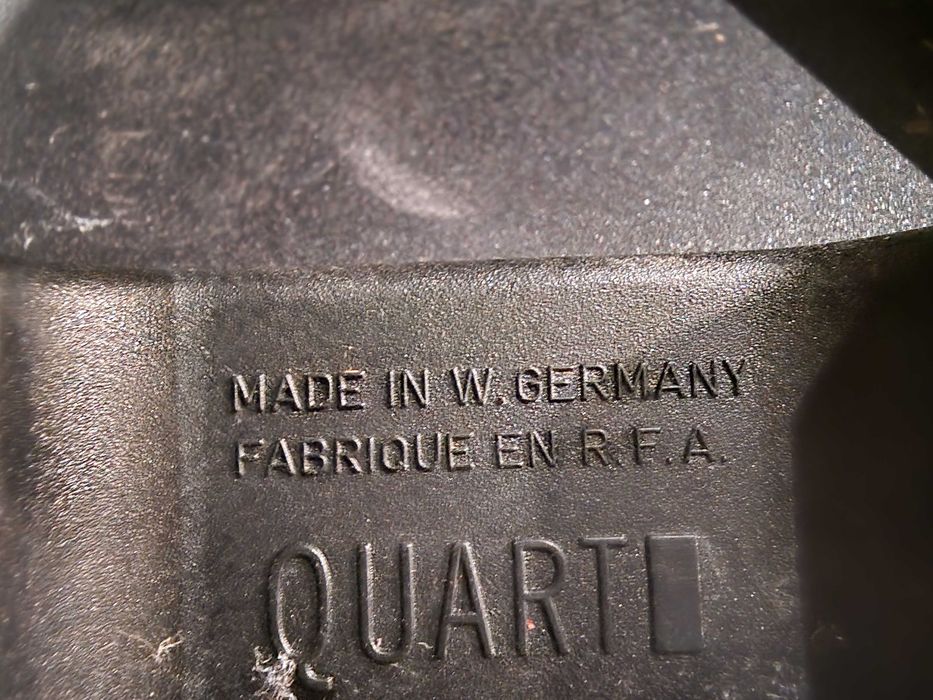 MADE IN W. GERMANY
FABRIQUE EN R.F.A.
QUART